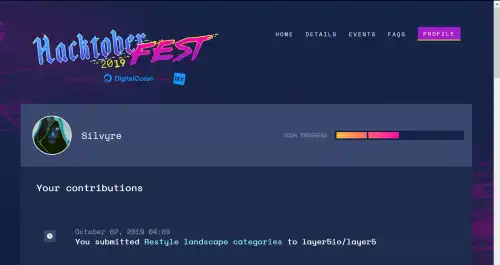 Hacktober
FEST
2019
DigitalOcean
DEV
HOME DETAILS EVENTS FAQS PROFILE
Silvyre
YOUR PROGRESS
Your contributions
October 02, 2019 04:09
You submitted Restyle landscape categories to layer5io/layer5